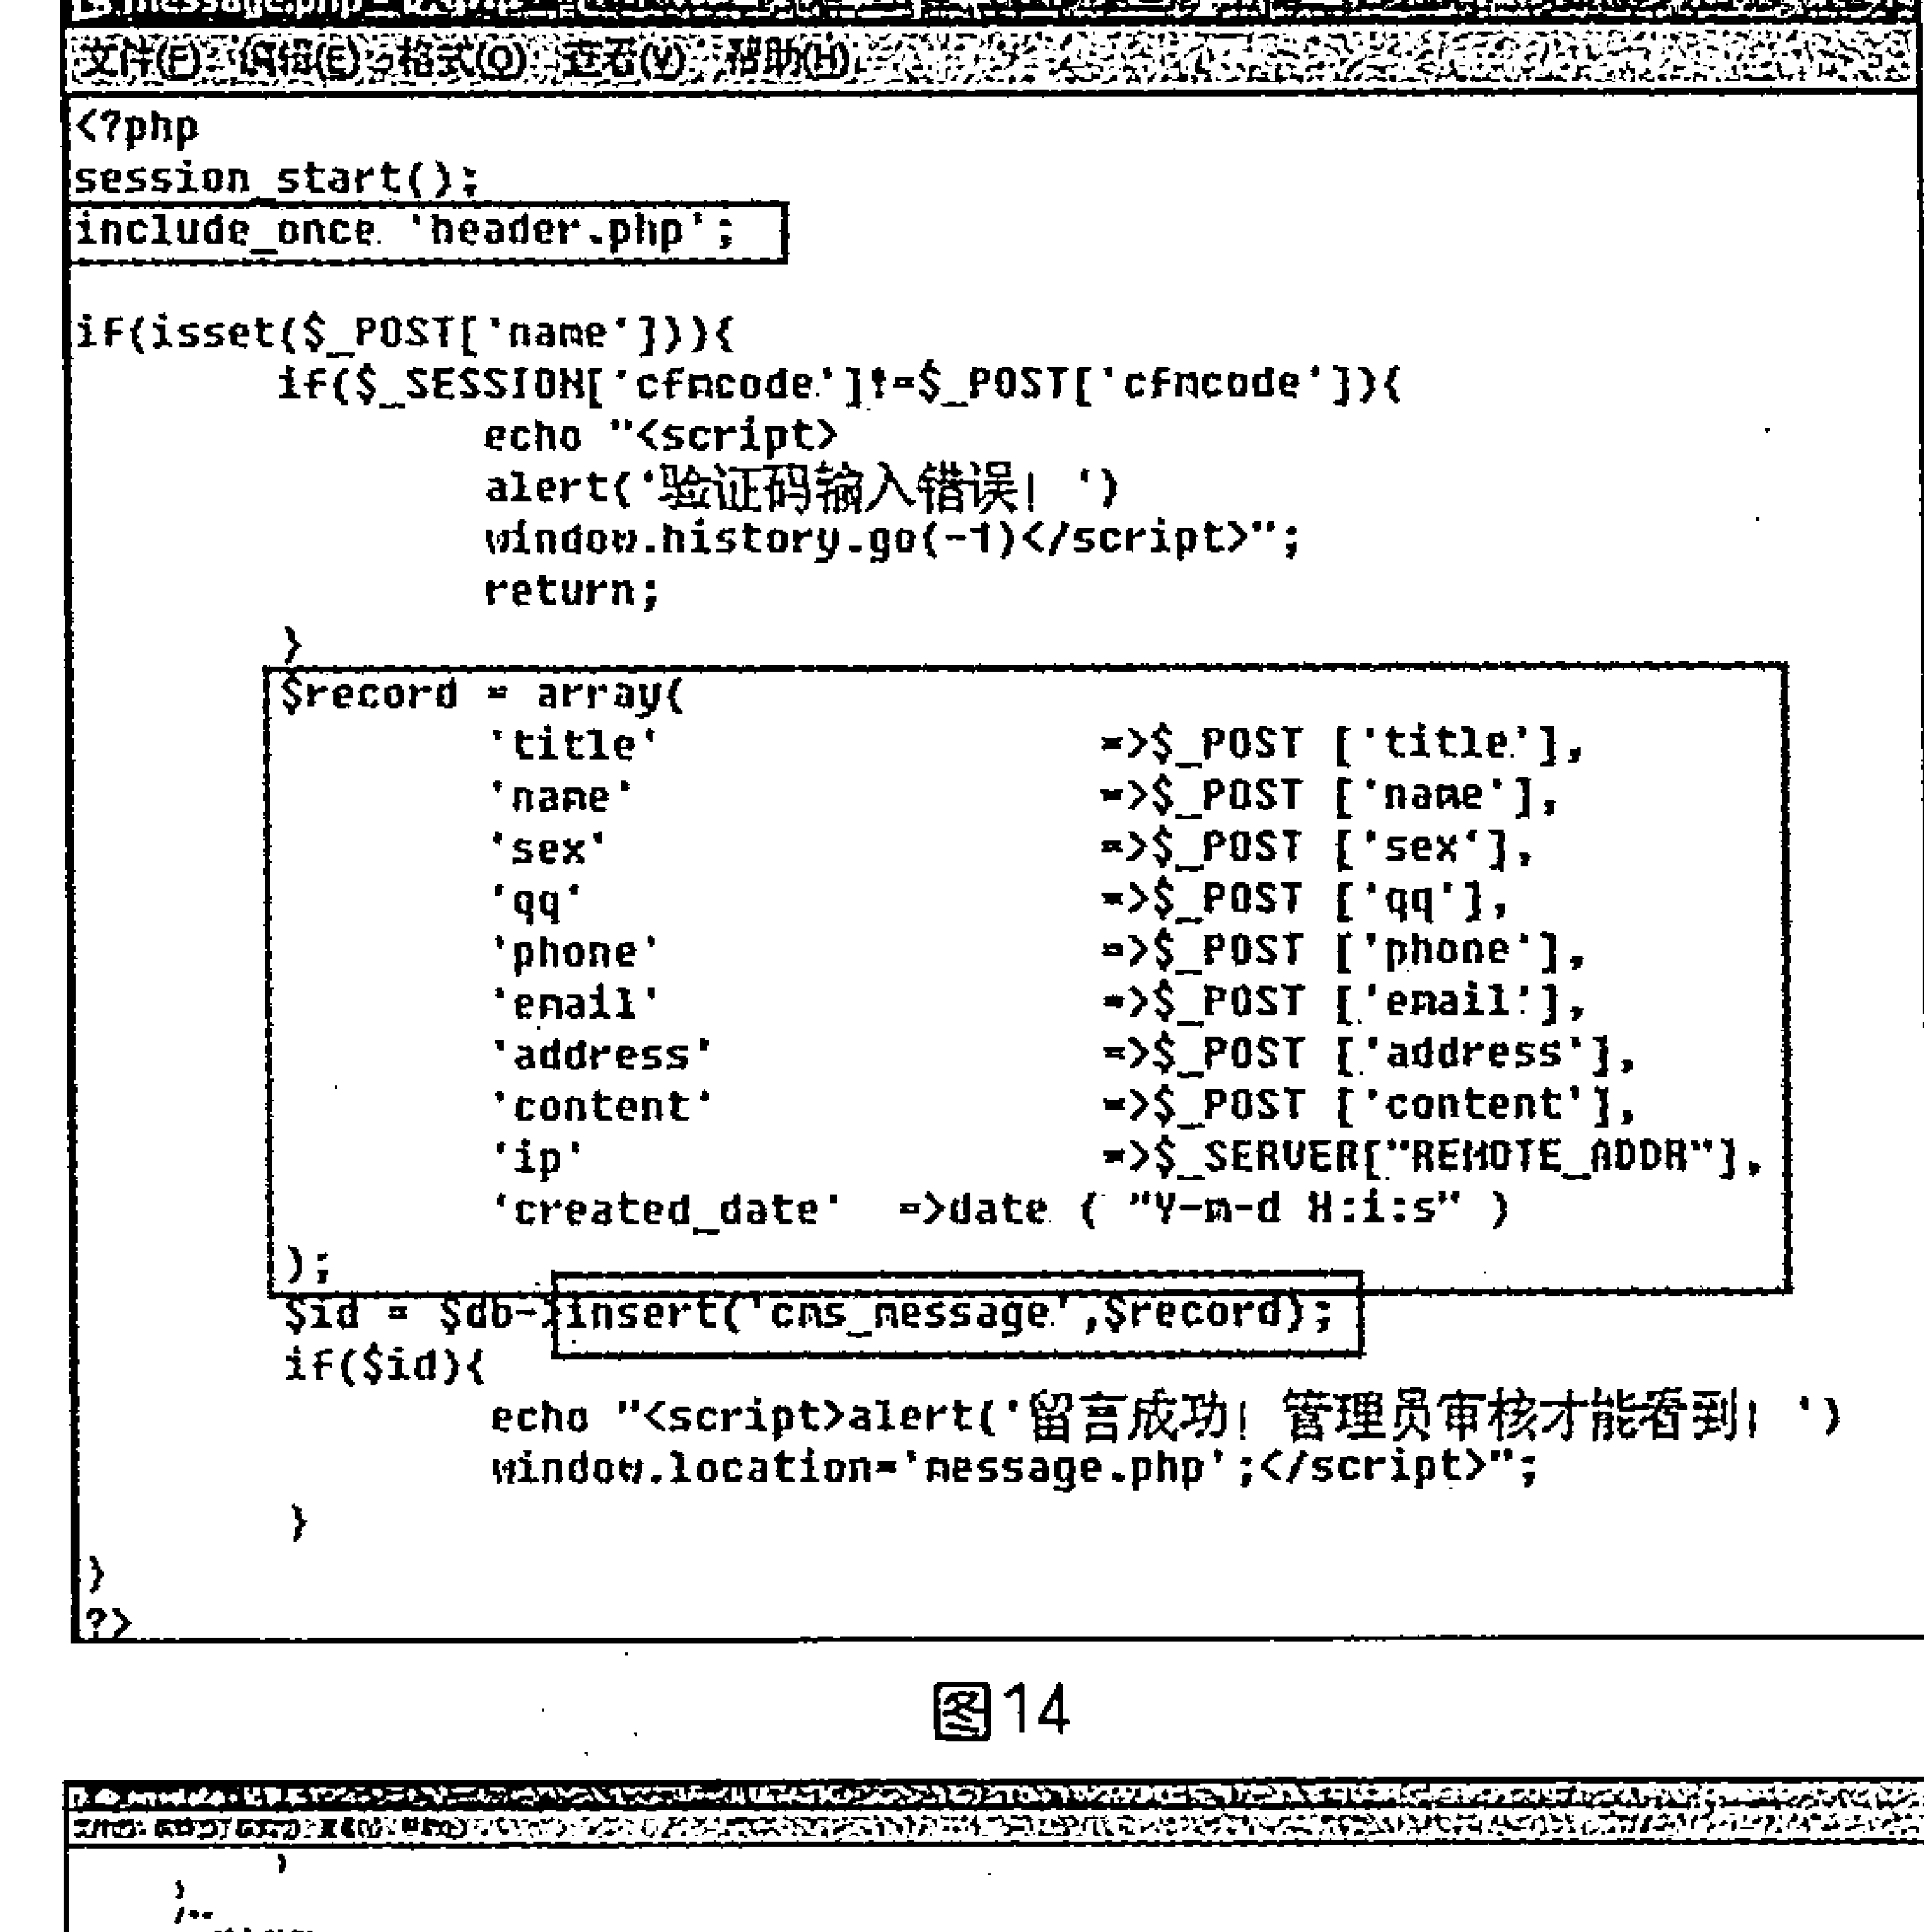 message.php
文件(F) 编辑(E) 格式(O) 查看(V) 帮助(H)
<?php
session_start();
include_once 'header.php';
if(isset($_POST['name'])){
if($_SESSION['cfmcode']!=$_POST['cfmcode']){
echo "<script>
alert('验证码输入错误! ')
window.history.go(-1)</script>";
return;
}
$record = array(
'title' =>$_POST ['title'],
'name' =>$_POST ['name'],
'sex' =>$_POST ['sex'],
'qq' =>$_POST ['qq'],
'phone' =>$_POST ['phone'],
'email' =>$_POST ['email'],
'address' =>$_POST ['address'],
'content' =>$_POST ['content'],
'ip' =>$_SERVER["REMOTE_ADDR"],
'created_date' =>date ( "Y-m-d H:i:s" )
);
$id = $db->insert('cms_message',$record);
if($id){
echo "<script>alert('留言成功! 管理员审核才能看到! ')
window.location='message.php';</script>";
}
}
?>
图14
}
}
/**